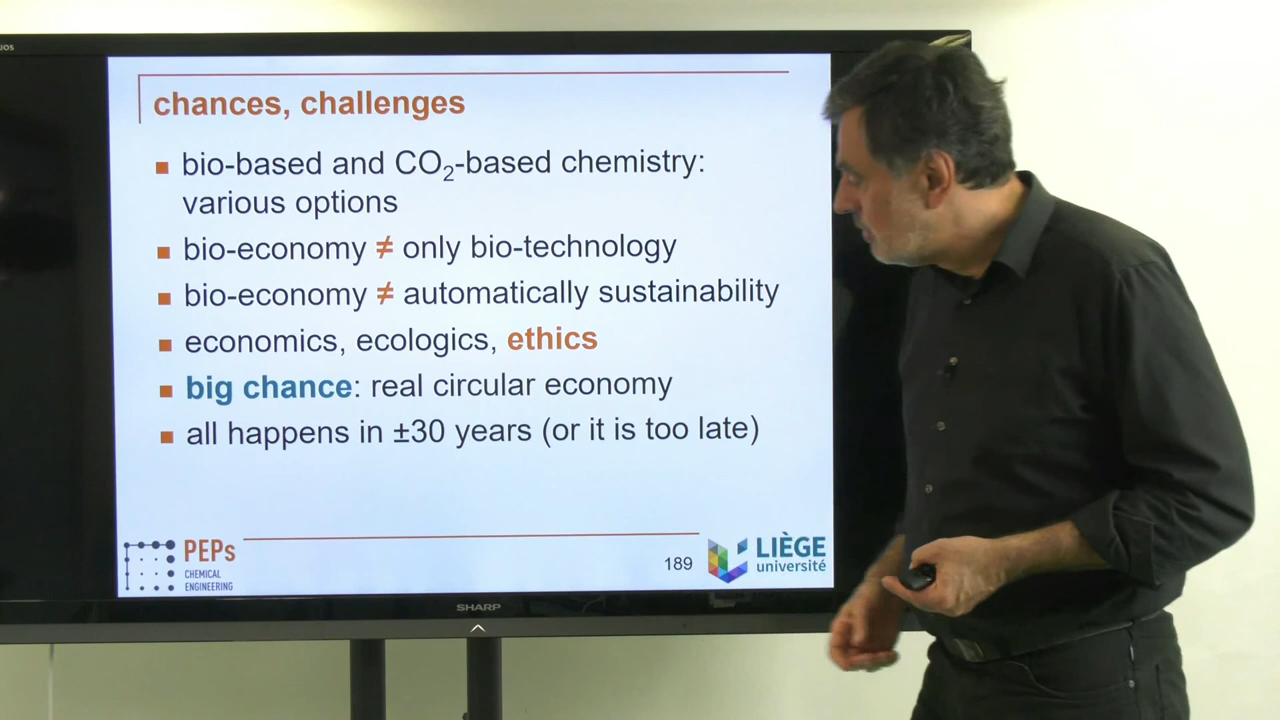 chances, challenges
■ bio-based and CO₂-based chemistry:
various options
■ bio-economy ≠ only bio-technology
■ bio-economy ≠ automatically sustainability
■ economics, ecologics, ethics
■ big chance: real circular economy
■ all happens in ±30 years (or it is too late)
PEPs
CHEMICAL
ENGINEERING
189
LIÈGE
université
SHARP